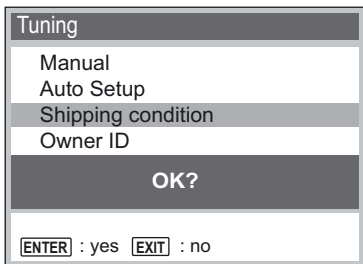 Tuning
Manual
Auto Setup
Shipping condition
Owner ID
OK?
ENTER : yes EXIT : no